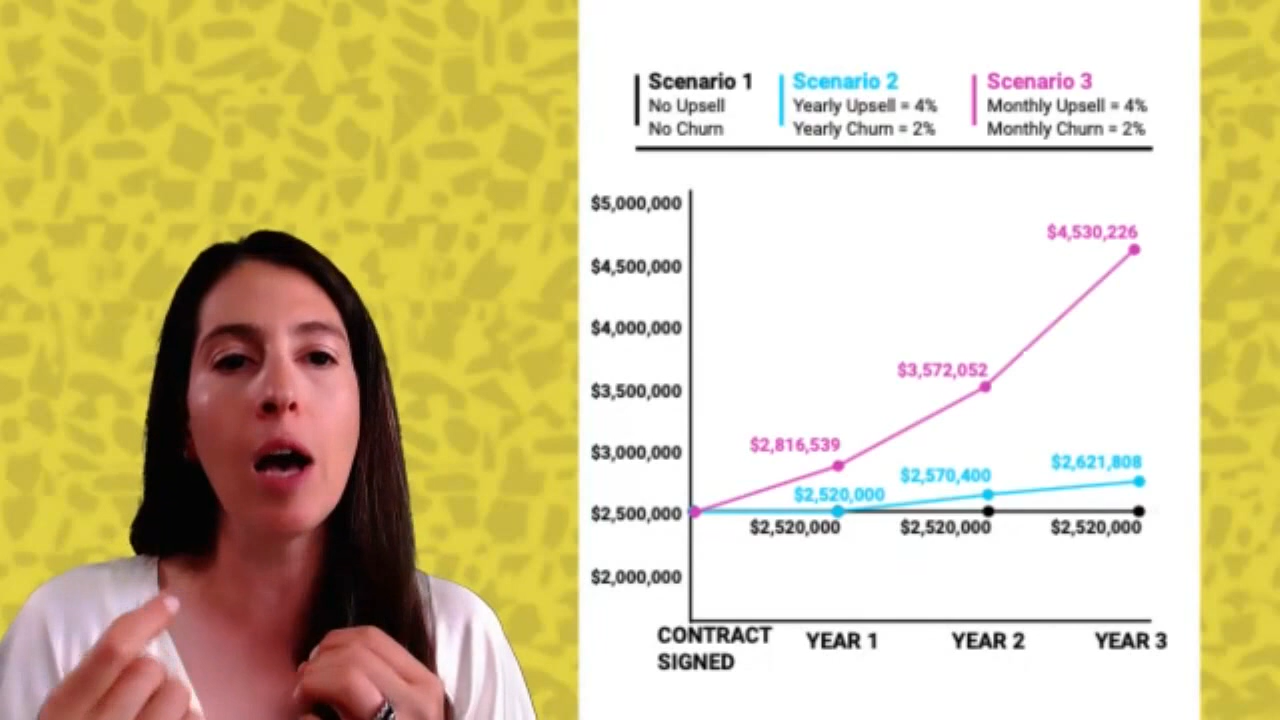 Scenario 1
No Upsell
No Churn
Scenario 2
Yearly Upsell = 4%
Yearly Churn = 2%
Scenario 3
Monthly Upsell = 4%
Monthly Churn = 2%
$5,000,000
$4,500,000
$4,000,000
$3,500,000
$3,000,000
$2,500,000
$2,000,000
$4,530,226
$3,572,052
$2,816,539
$2,621,808
$2,570,400
$2,520,000
$2,520,000
$2,520,000
$2,520,000
CONTRACT
SIGNED
YEAR 1
YEAR 2
YEAR 3